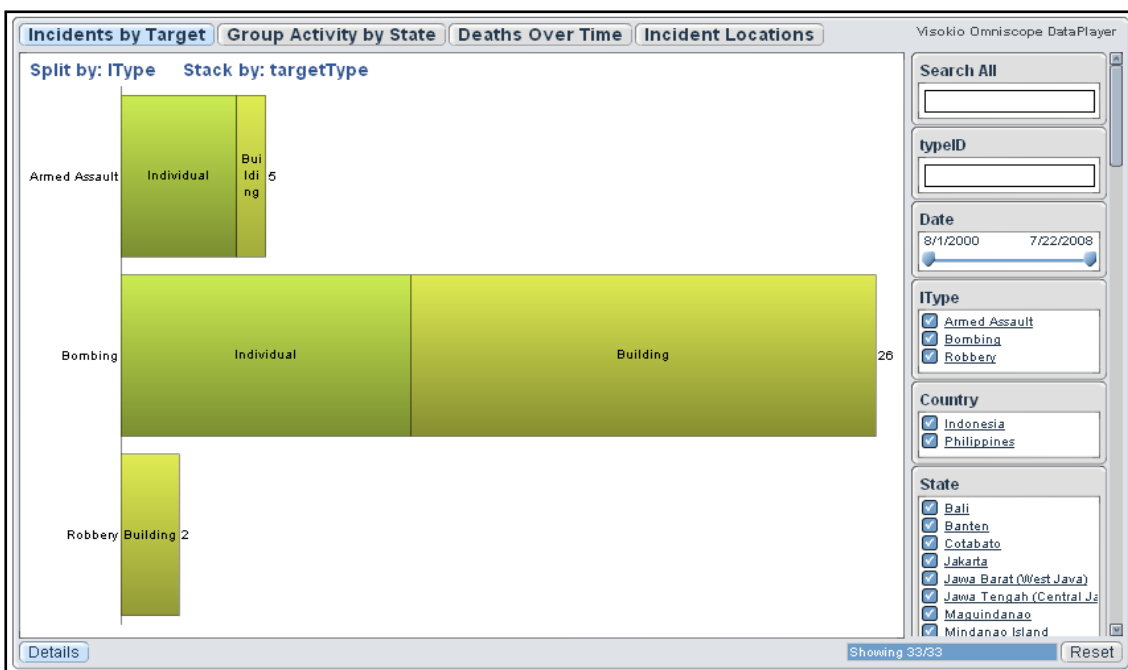 Incidents by Target Group Activity by State Deaths Over Time Incident Locations
Visokio Omniscope DataPlayer
Split by: IType Stack by: targetType
Armed Assault
Individual
Bui
ldi
ng
5
Bombing
Individual
Building
26
Robbery
Building
2
Search All
typeID
Date
8/1/2000 7/22/2008
IType
Armed Assault
Bombing
Robbery
Country
Indonesia
Philippines
State
Bali
Banten
Cotabato
Jakarta
Jawa Barat (West Java)
Jawa Tengah (Central Ja
Maguindanao
Mindanao Island
Details
Showing 33/33
Reset